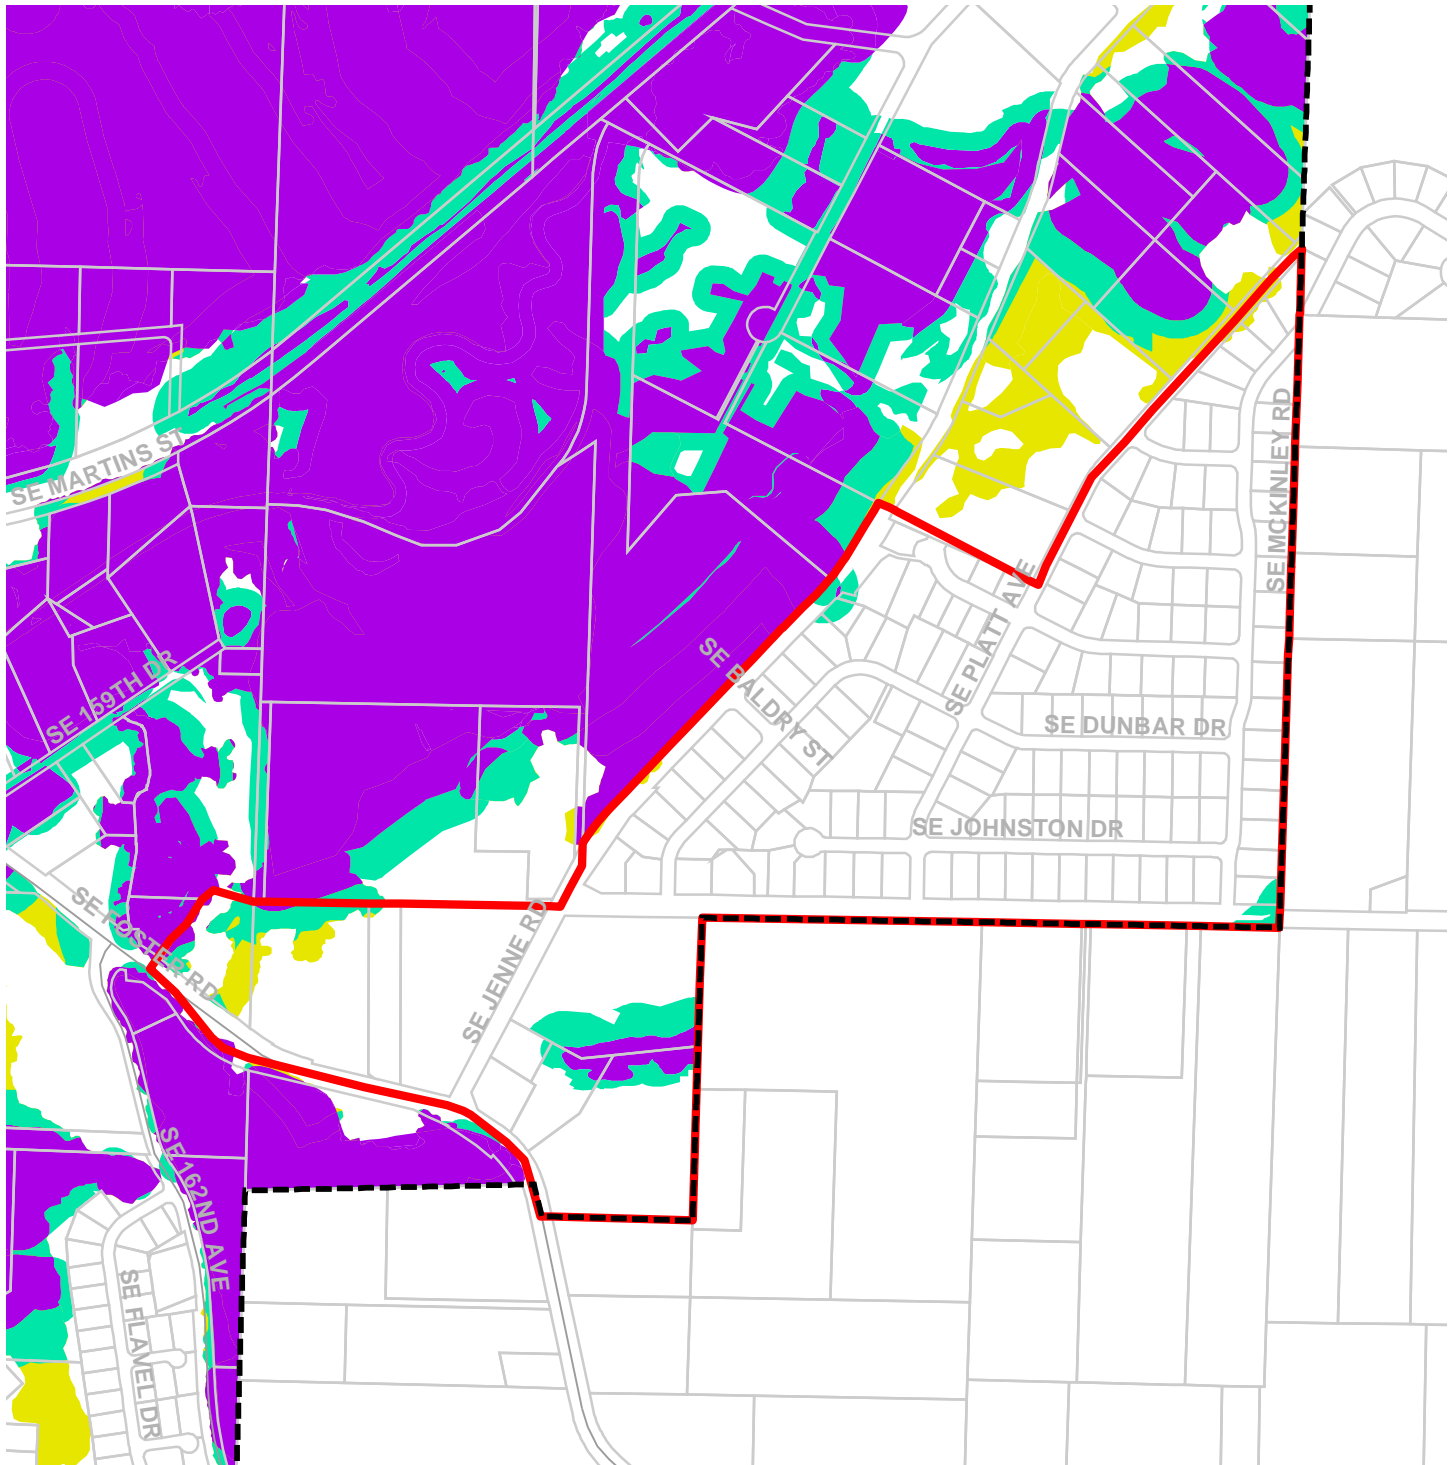 SE MARTINS ST
SE MCKINLEY RD
SE PLATT AVE
SE 159TH DR
SE BALDRY ST
SE DUNBAR DR
SE JOHNSTON DR
SE FOSTER RD
SE JENNE RD
SE 162ND AVE
SE FLAVEL DR